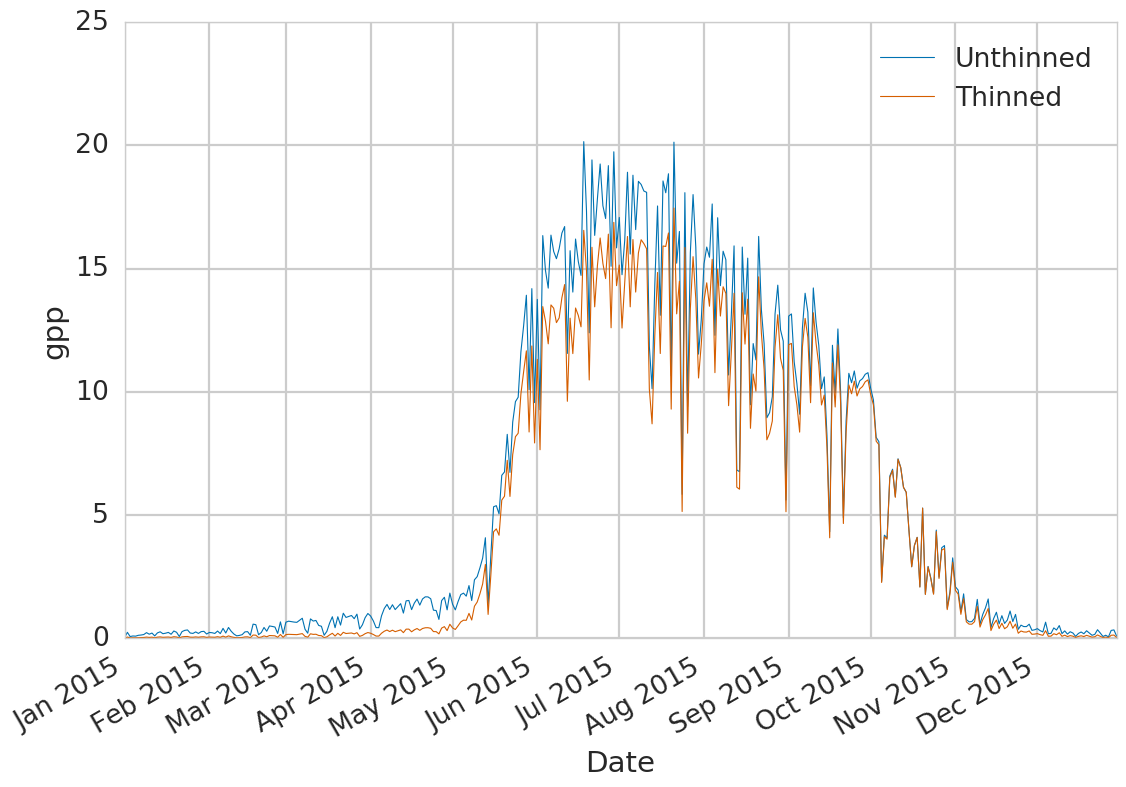 25
20
15
10
5
0
gpp
Unthinned
Thinned
Jan 2015
Feb 2015
Mar 2015
Apr 2015
May 2015
Jun 2015
Jul 2015
Aug 2015
Sep 2015
Oct 2015
Nov 2015
Dec 2015
Date